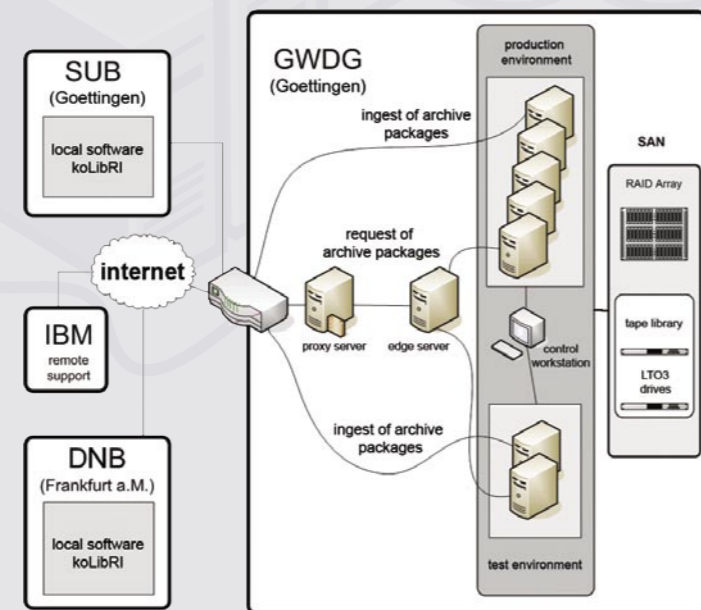 SUB
(Goettingen)
local software
koLibRI
internet
IBM
remote
support
DNB
(Frankfurt a.M.)
local software
koLibRI
GWDG
(Goettingen)
ingest of archive
packages
request of
archive packages
proxy server
edge server
ingest of archive
packages
production
environment
control
workstation
test environment
SAN
RAID Array
tape library
LTO3
drives